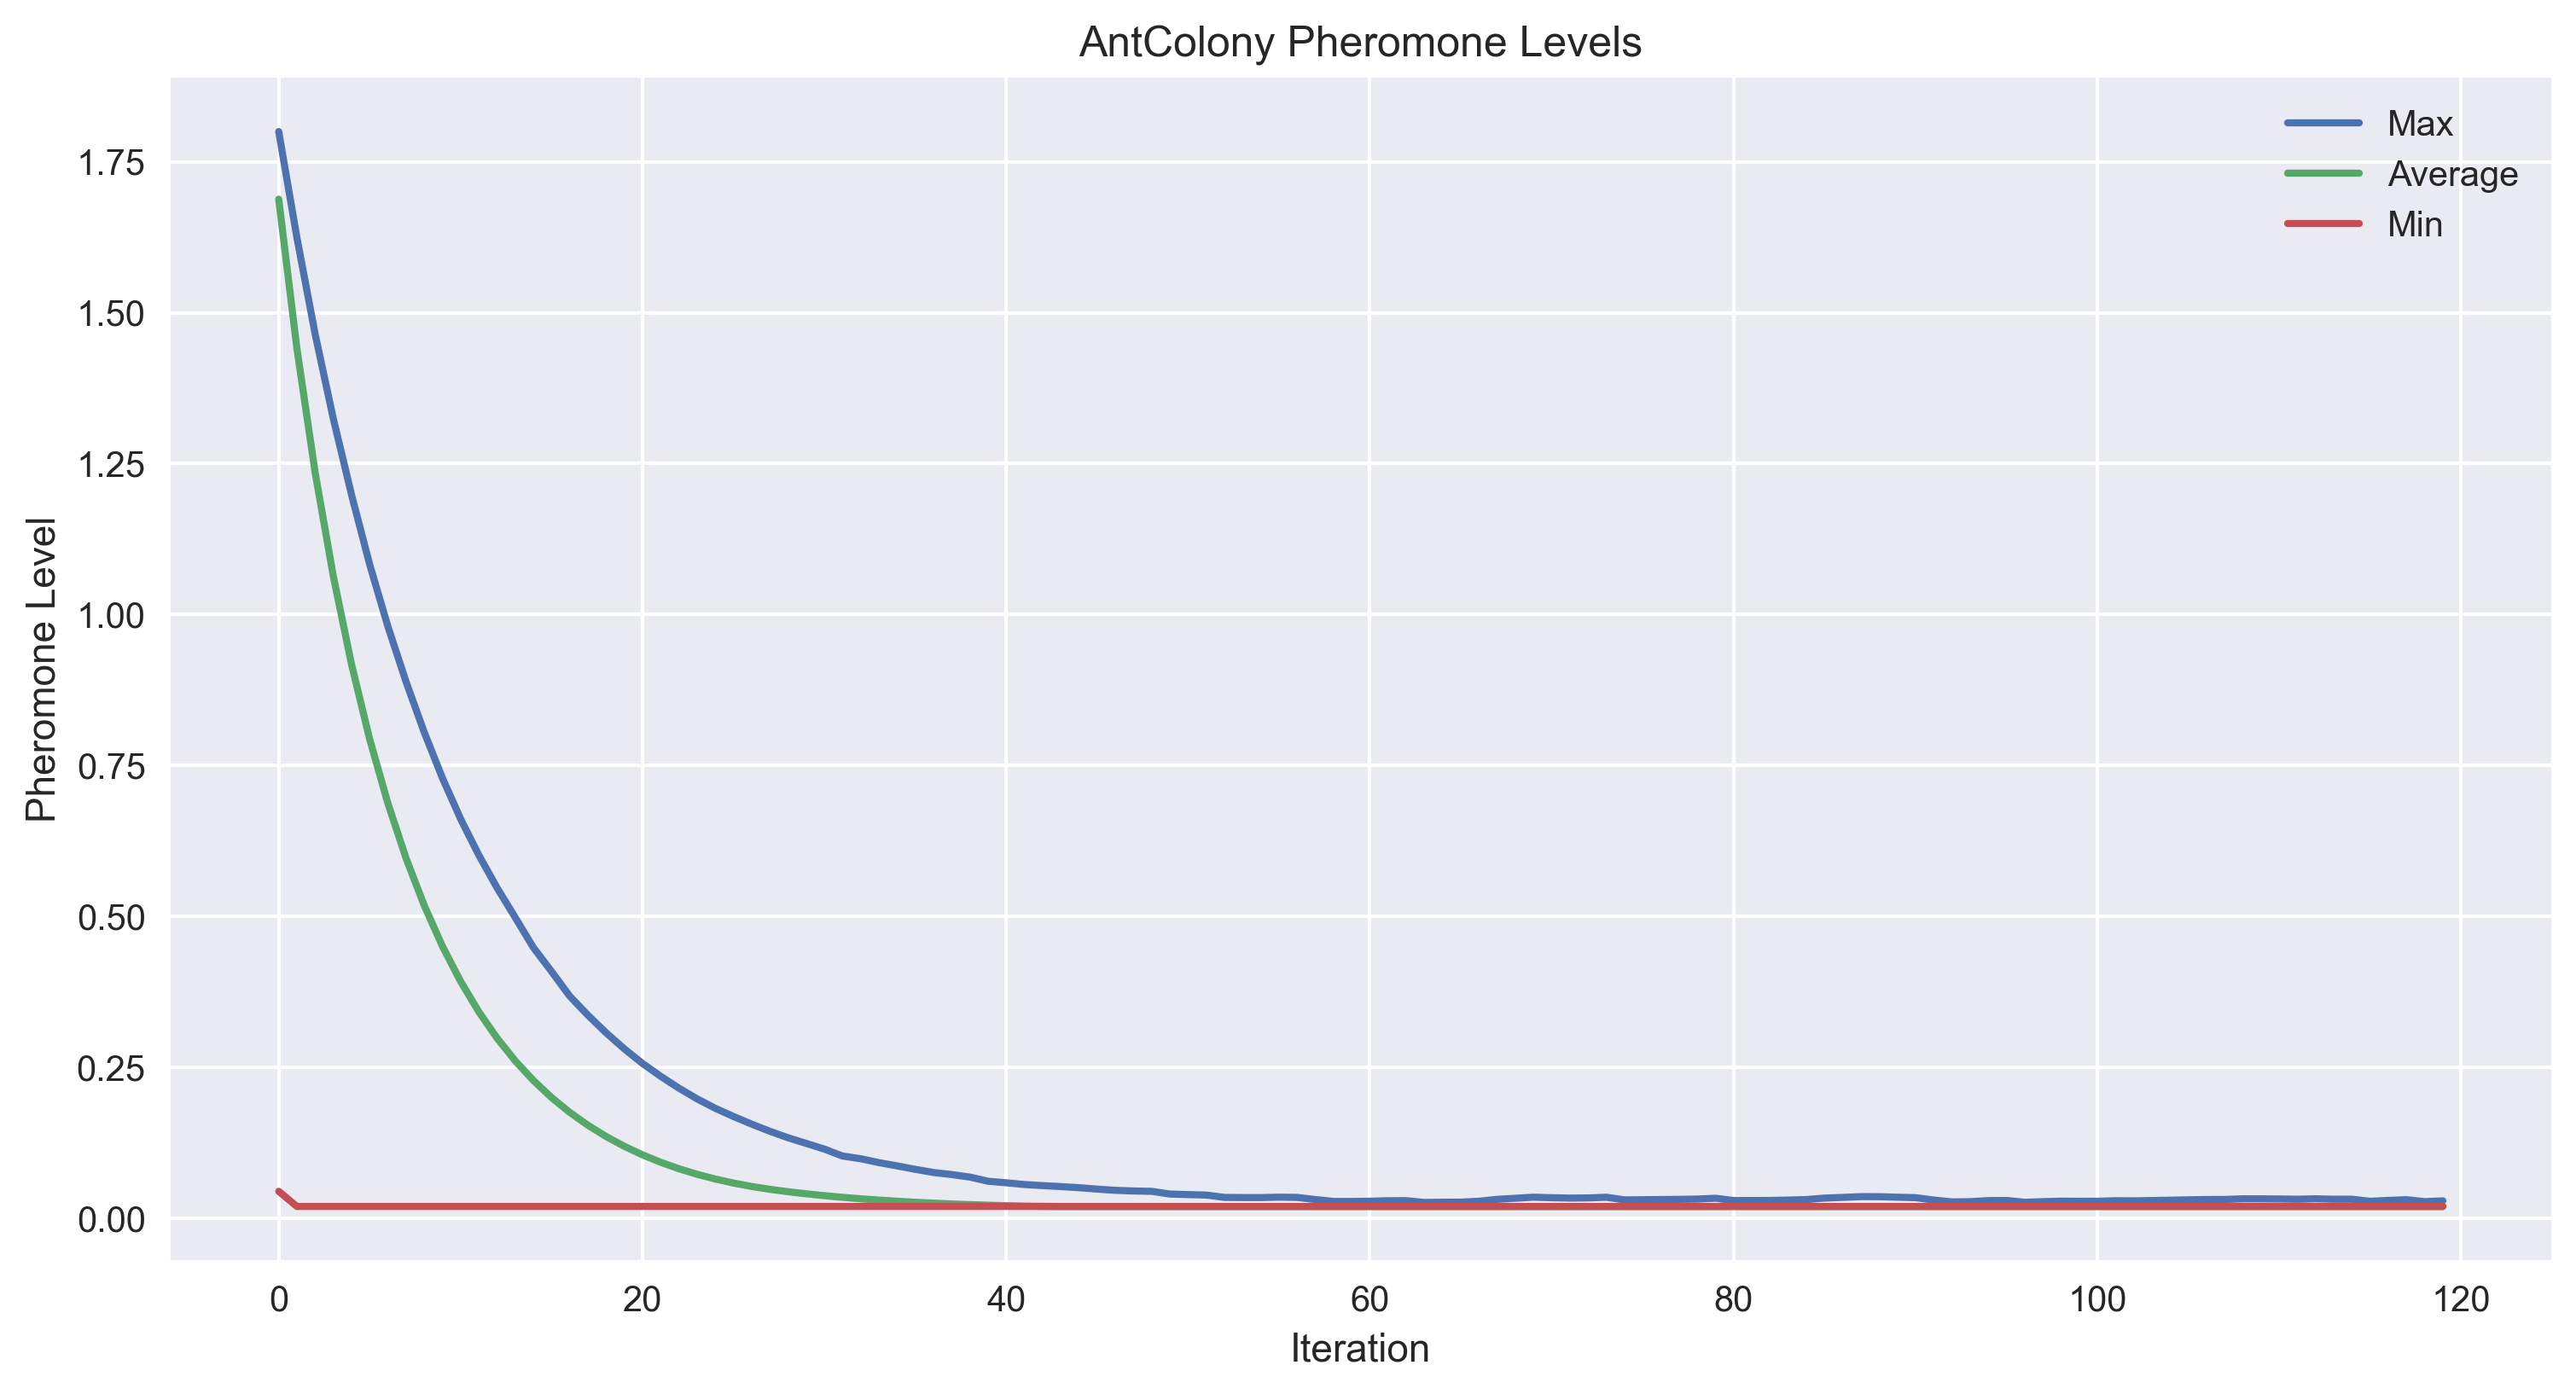 AntColony Pheromone Levels
Max
Average
Min
Pheromone Level
1.75
1.50
1.25
1.00
0.75
0.50
0.25
0.00
0 20 40 60 80 100 120
Iteration